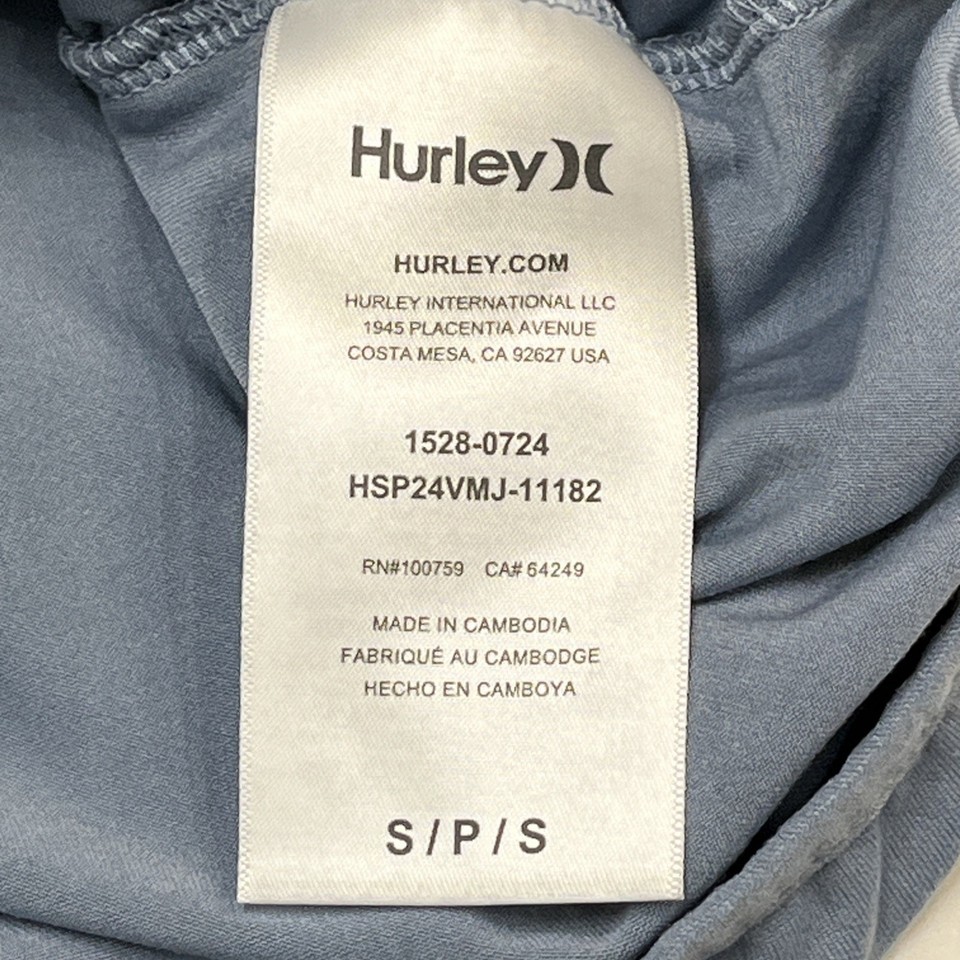 Hurley
HURLEY.COM
HURLEY INTERNATIONAL LLC
1945 PLACENTIA AVENUE
COSTA MESA, CA 92627 USA
1528-0724
HSP24VMJ-11182
RN#100759 CA# 64249
MADE IN CAMBODIA
FABRIQUÉ AU CAMBODGE
HECHO EN CAMBOYA
S / P / S